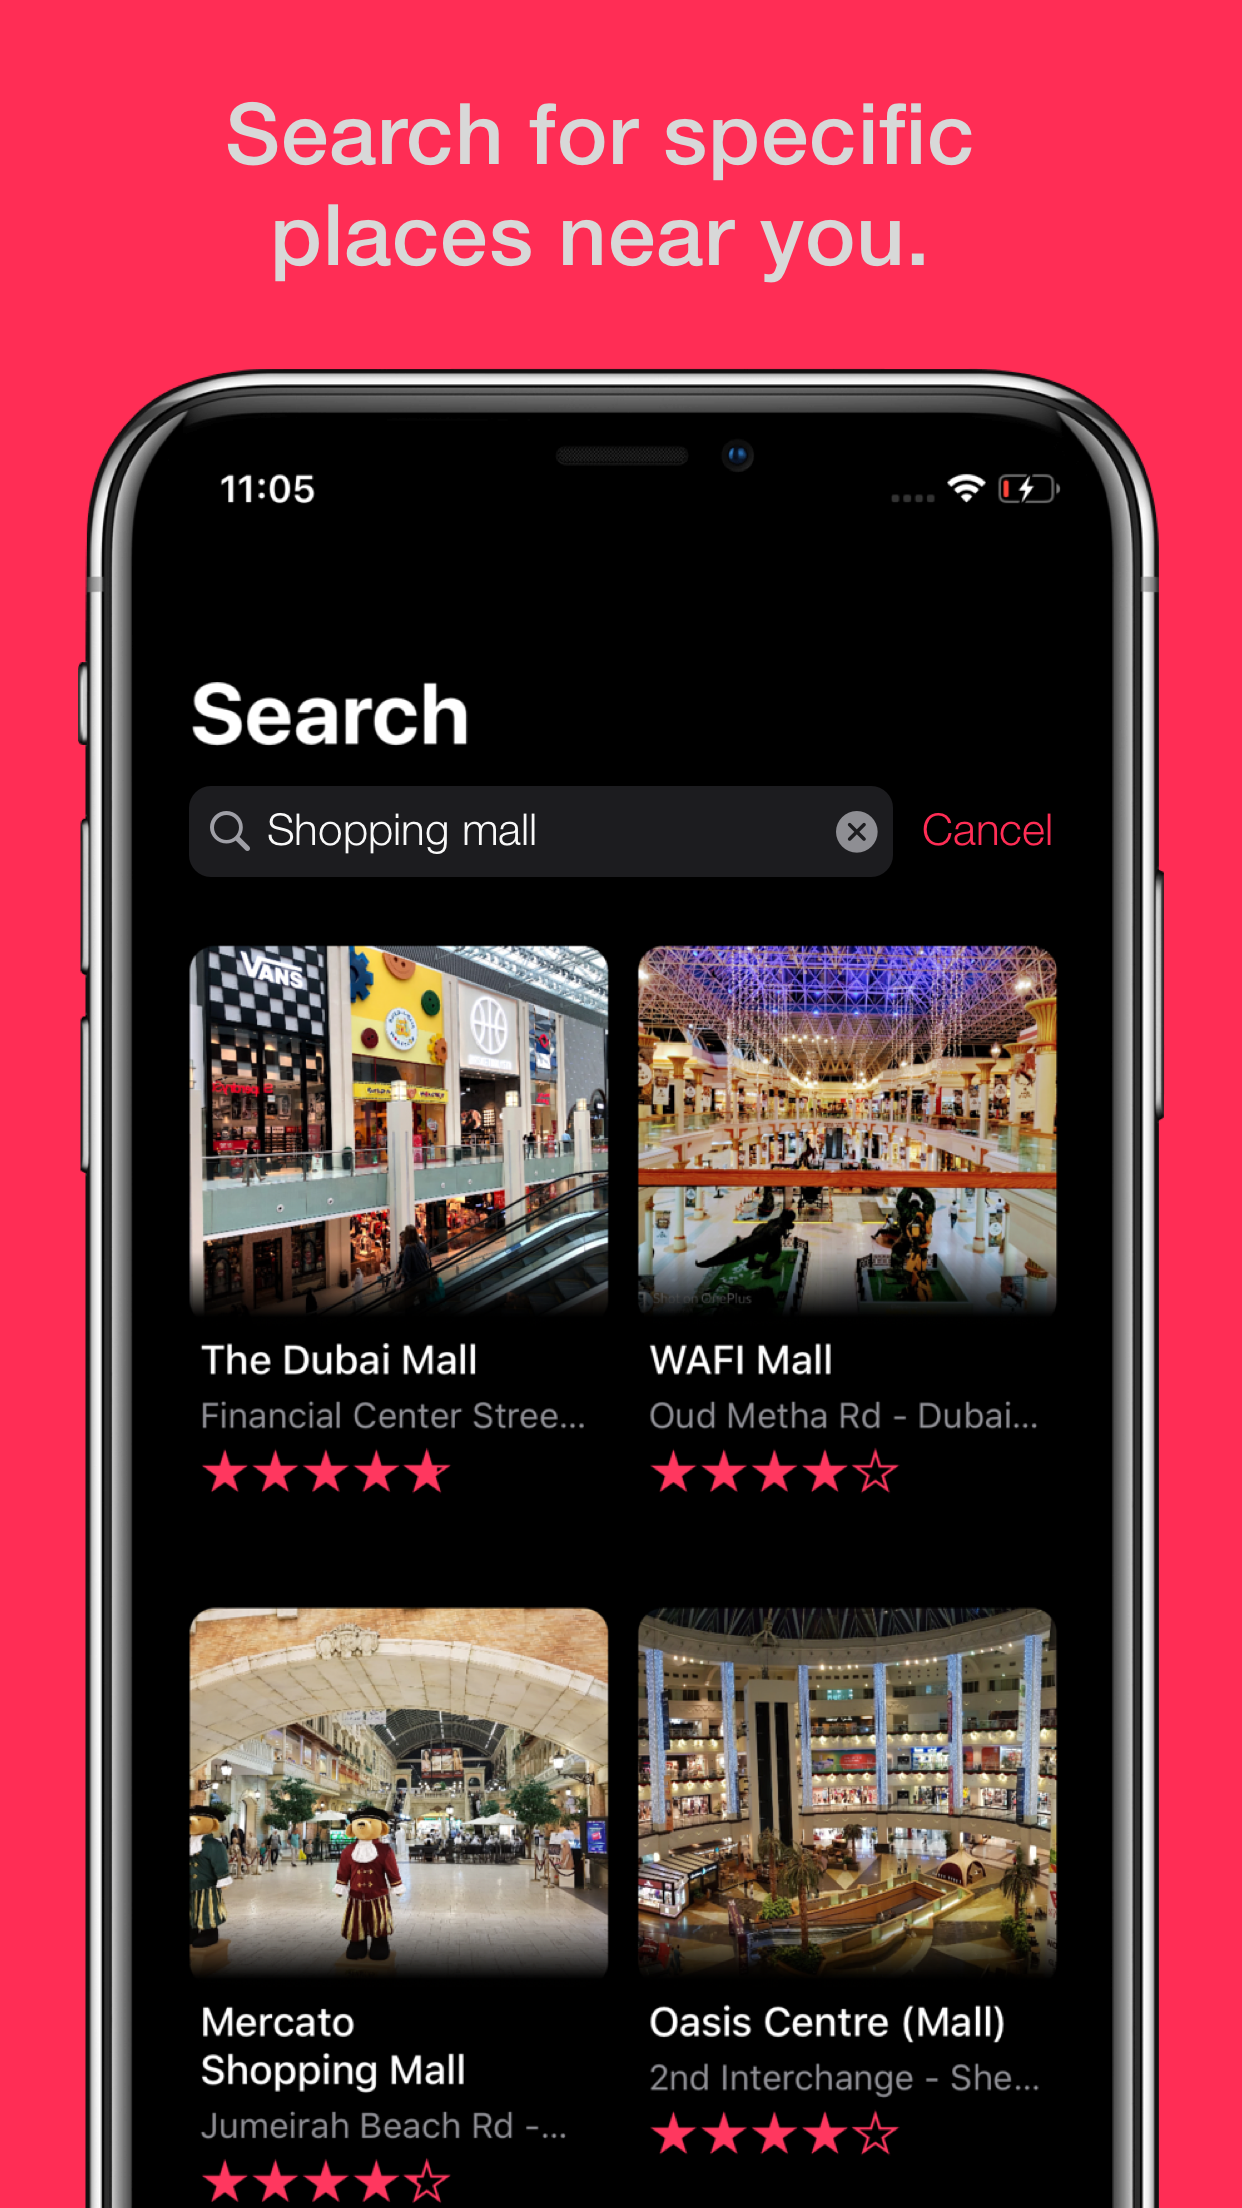 Search for specific
places near you.
11:05
Search
Shopping mall
Cancel
VANS
Shot on OnePlus
The Dubai Mall
Financial Center Stree...
★★★★★
WAFI Mall
Oud Metha Rd - Dubai...
★★★★☆
Mercato
Shopping Mall
Jumeirah Beach Rd -...
★★★★☆
Oasis Centre (Mall)
2nd Interchange - She...
★★★★☆